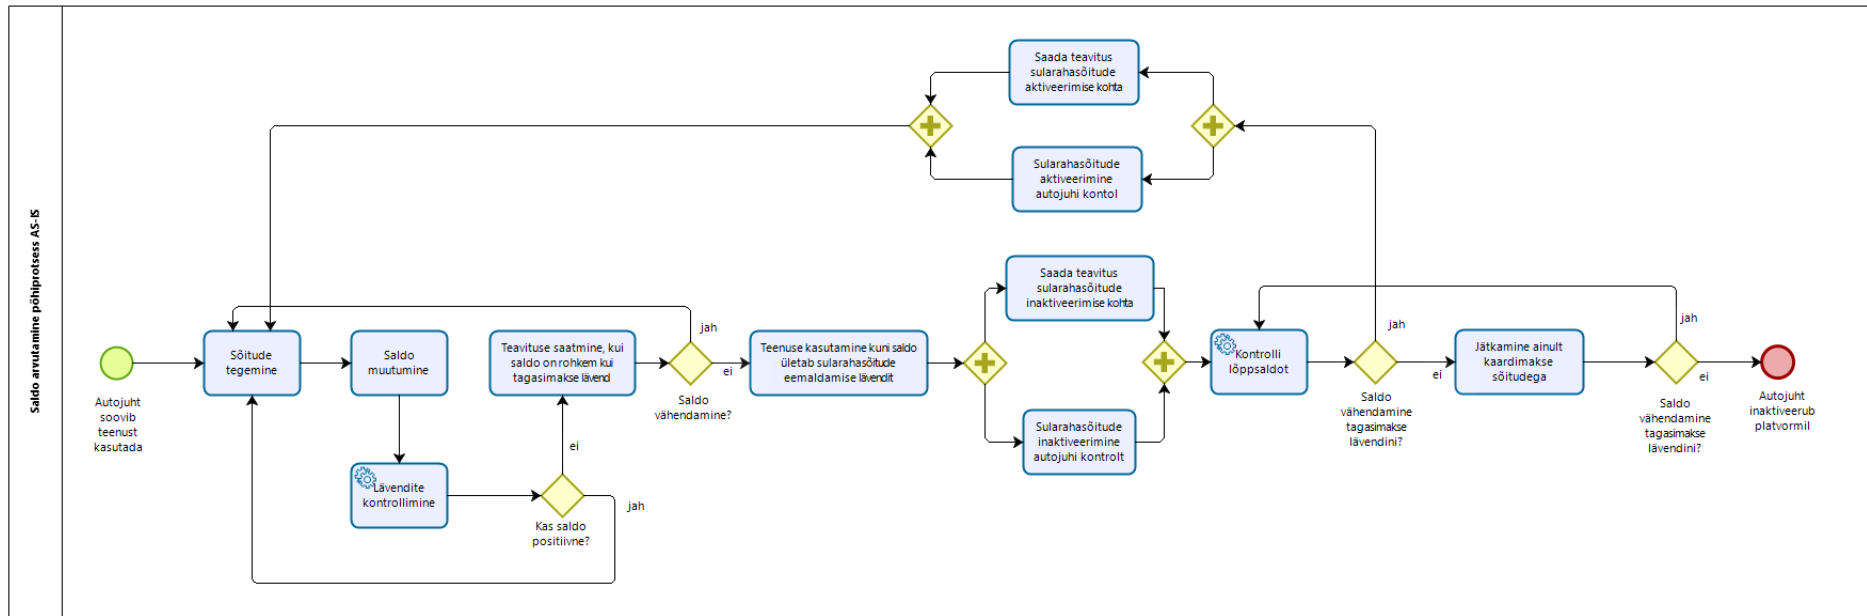 Saldo arvutamine põhiprotsess AS-IS
Saada teavitus
sularahasõitude
aktiveerimise kohta
Sularahasõitude
aktiveerimine
autojuhi kontol
Saada teavitus
sularahasõitude
inaktiveerimise kohta
Sularahasõitude
inaktiveerimine
autojuhi kontrolt
Autojuht
soovib
teenust
kasutada
Sõitude
tegemine
Saldo
muutumine
Lävendite
kontrollimine
Kas saldo
positiivne?
jah
ei
Teavituse saatmine, kui
saldo on rohkem kui
tagasimakse lävend
Saldo
vähendamine?
jah
ei
Teenuse kasutamine kuni saldo
ületab sularahasõitude
eemaldamise lävendit
Kontrolli
lõppsaldot
jah
ei
Saldo
vähendamine
tagasimakse
lävendini?
Jätkamine ainult
kaardimakse
sõitudega
jah
ei
Saldo
vähendamine
tagasimakse
lävendini?
Autojuht
inaktiveerub
platvormil